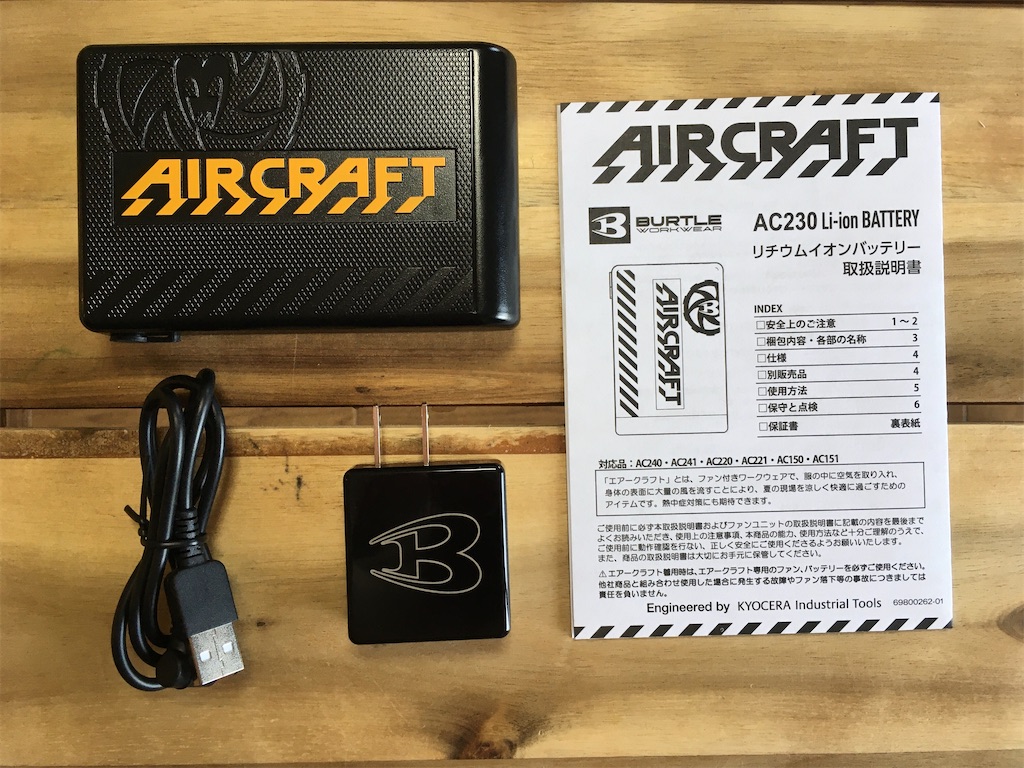 AIRCRAFT
AIRCRAFT
B BURTLE
WORKWEAR
AC230 Li-ion BATTERY
リチウムイオンバッテリー
取扱説明書
AIRCRAFT
INDEX
□安全上のご注意 1～2
□梱包内容・各部の名称 3
□仕様 4
□別販売品 4
□使用方法 5
□保守と点検 6
□保証書 裏表紙
対応品：AC240・AC241・AC220・AC221・AC150・AC151
「エアークラフト」とは、ファン付きワークウェアで、服の中に空気を取り入れ、
身体の表面に大量の風を流すことにより、夏の現場を涼しく快適に過ごすための
アイテムです。熱中症対策にも期待できます。
ご使用前に必ず本取扱説明書およびファンユニットの取扱説明書に記載の内容を最後まで
よくお読みいただき、使用上の注意事項、本商品の能力、使用方法など十分ご理解のうえで、
ご使用前に動作確認を行ない、正しく安全にご使用くださるようお願いいたします。
また、商品の取扱説明書は大切にお手元に保管してください。
⚠エアークラフト着用時は、エアークラフト専用のファン、バッテリーを必ずご使用ください。
他社商品と組み合わせ使用した場合に発生する故障やファン落下等の事故につきましては
責任を負いません。
Engineered by KYOCERA Industrial Tools 69800262-01
B